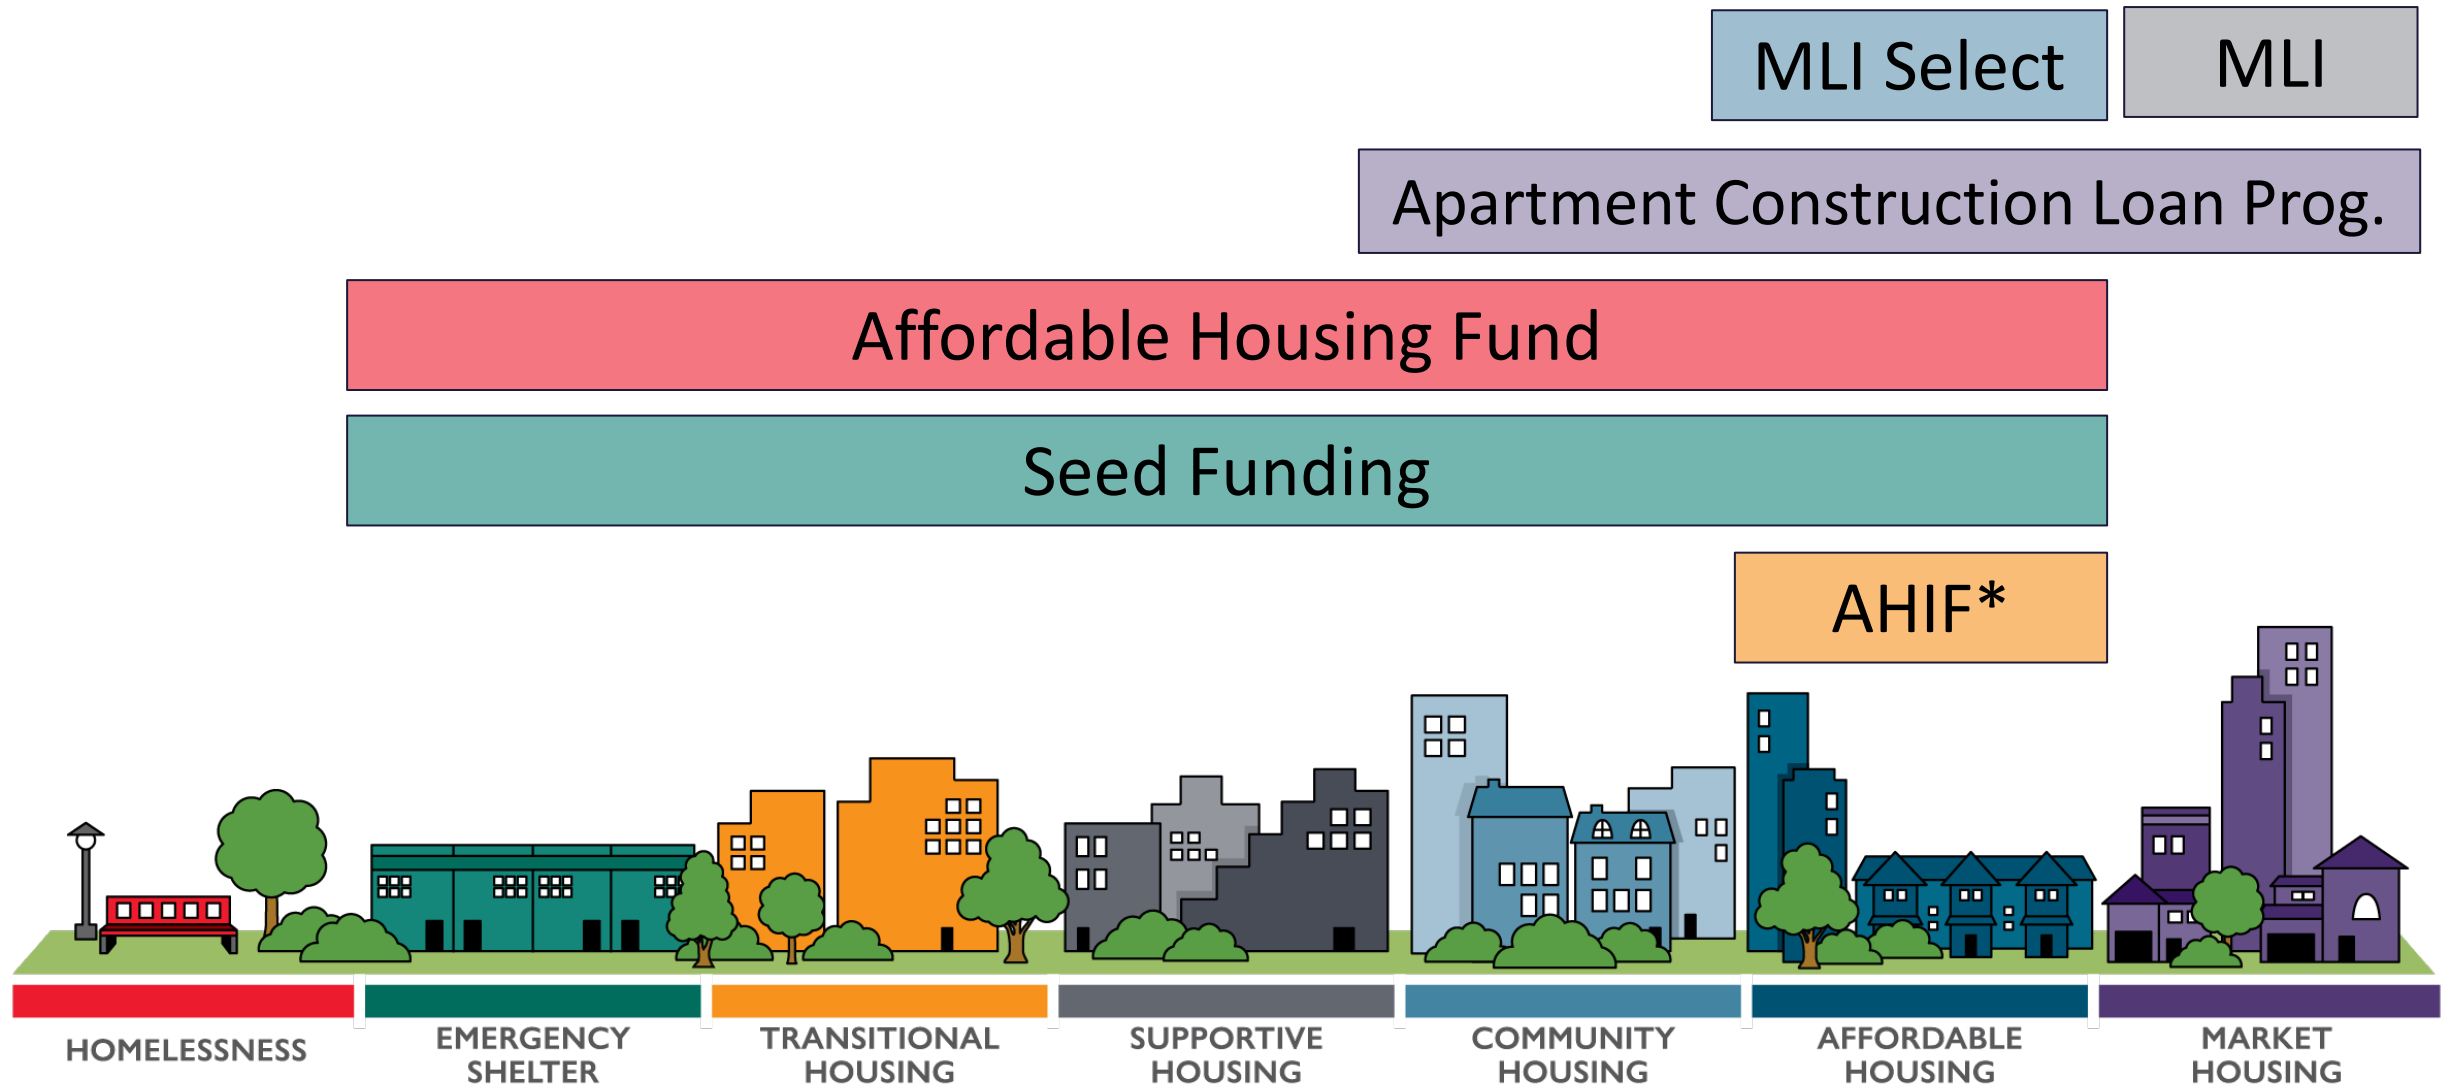 MLI Select
MLI
Apartment Construction Loan Prog.
Affordable Housing Fund
Seed Funding
AHIF*
HOMELESSNESS
EMERGENCY
SHELTER
TRANSITIONAL
HOUSING
SUPPORTIVE
HOUSING
COMMUNITY
HOUSING
AFFORDABLE
HOUSING
MARKET
HOUSING